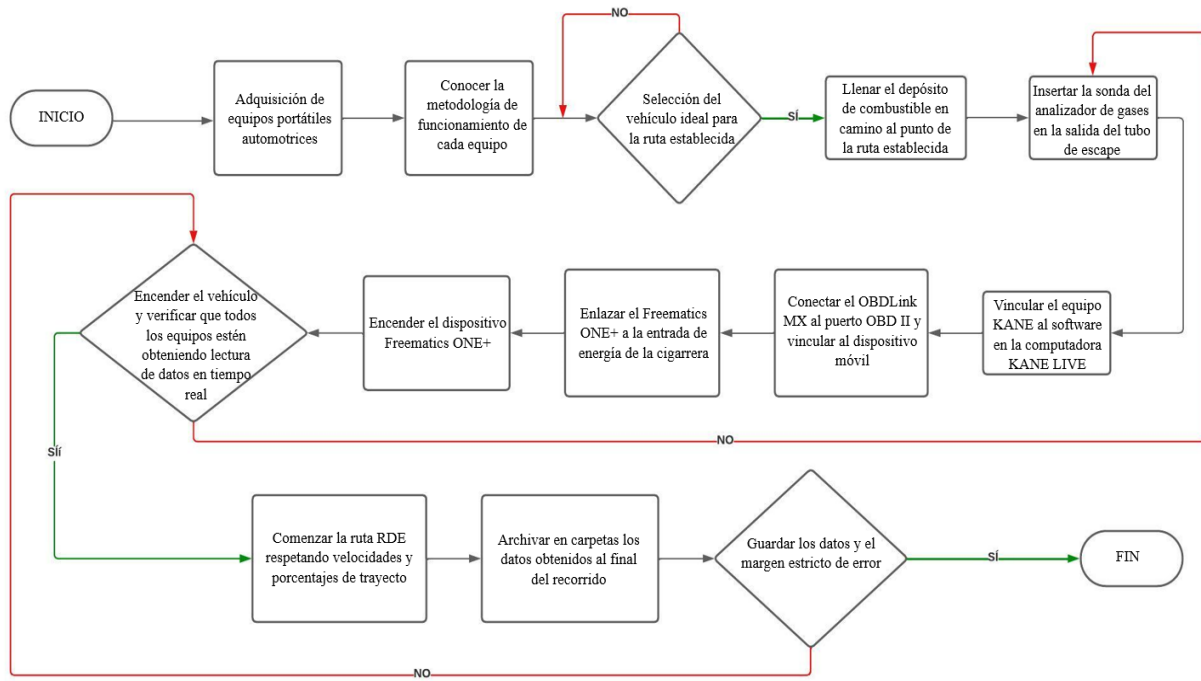 NO
INICIO
Adquisición de
equipos portátiles
automotrices
Conocer la
metodología de
funcionamiento de
cada equipo
Selección del
vehículo ideal para
la ruta establecida
SÍ
Llenar el depósito
de combustible en
camino al punto de
la ruta establecida
Insertar la sonda del
analizador de gases
en la salida del tubo
de escape
Vincular el equipo
KANE al software
en la computadora
KANE LIVE
Conectar el OBDLink
MX al puerto OBD II y
vincular al dispositivo
móvil
Enlazar el Freematics
ONE+ a la entrada de
energía de la cigarrera
Encender el dispositivo
Freematics ONE+
Encender el vehículo
y verificar que todos
los equipos estén
obteniendo lectura
de datos en tiempo
real
NO
SÍí
Comenzar la ruta RDE
respetando velocidades y
porcentajes de trayecto
Archivar en carpetas los
datos obtenidos al final
del recorrido
Guardar los datos y el
margen estricto de error
SÍ
FIN
NO